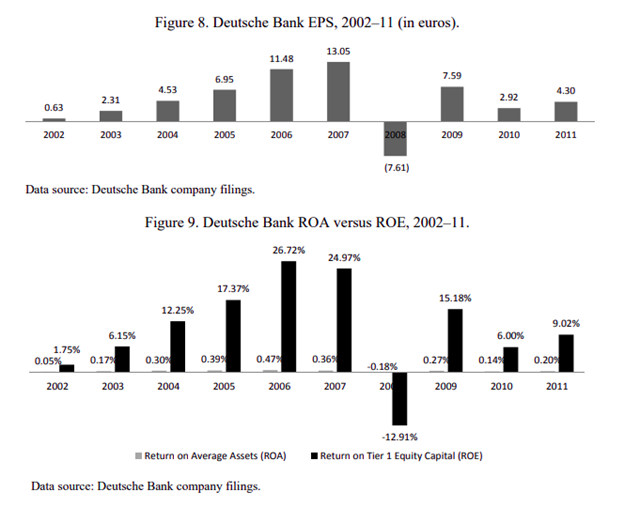 Figure 8. Deutsche Bank EPS, 2002–11 (in euros).
0.63 2.31 4.53 6.95 11.48 13.05 7.59 2.92 4.30
2002 2003 2004 2005 2006 2007 2008 2009 2010 2011
(7.61)
Data source: Deutsche Bank company filings.
Figure 9. Deutsche Bank ROA versus ROE, 2002–11.
1.75% 6.15% 12.25% 17.37% 26.72% 24.97% 15.18% 6.00% 9.02%
0.05% 0.17% 0.30% 0.39% 0.47% 0.36% -0.18% 0.27% 0.14% 0.20%
2002 2003 2004 2005 2006 2007 2009 2010 2011
-12.91%
Return on Average Assets (ROA) Return on Tier 1 Equity Capital (ROE)
Data source: Deutsche Bank company filings.